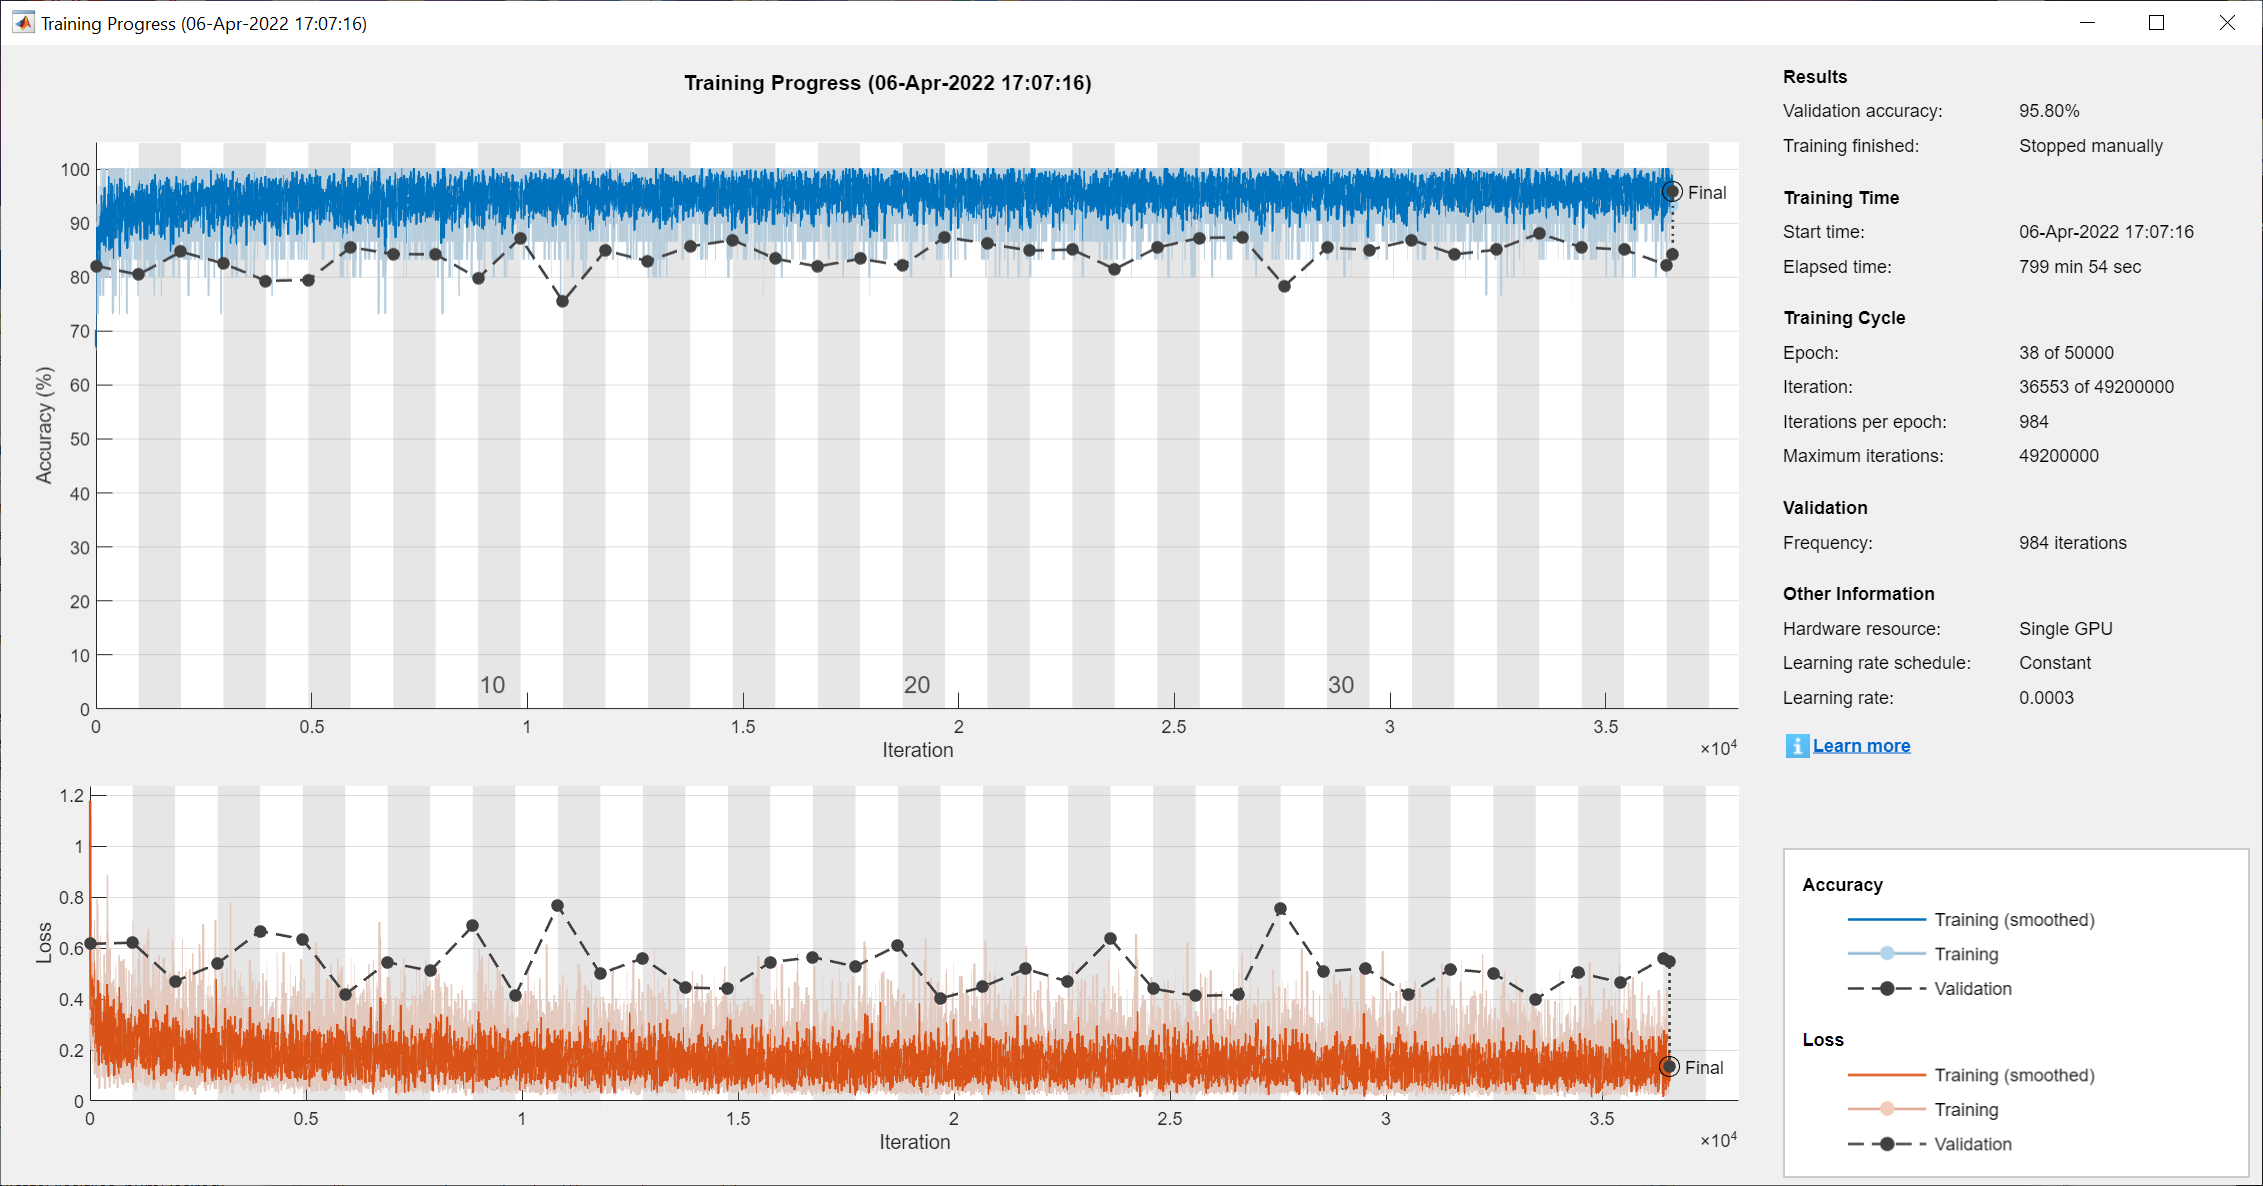 Training Progress (06-Apr-2022 17:07:16)
Training Progress (06-Apr-2022 17:07:16)
100
90
80
70
60
50
40
30
20
10
0
Accuracy (%)
10
20
30
Final
0
0.5
1
1.5
2
2.5
3
3.5
Iteration
×10⁴
1.2
1
0.8
0.6
0.4
0.2
0
Loss
Final
0
0.5
1
1.5
2
2.5
3
3.5
Iteration
×10⁴
Results
Validation accuracy: 95.80%
Training finished: Stopped manually
Training Time
Start time: 06-Apr-2022 17:07:16
Elapsed time: 799 min 54 sec
Training Cycle
Epoch: 38 of 50000
Iteration: 36553 of 49200000
Iterations per epoch: 984
Maximum iterations: 49200000
Validation
Frequency: 984 iterations
Other Information
Hardware resource: Single GPU
Learning rate schedule: Constant
Learning rate: 0.0003
i Learn more
Accuracy
Training (smoothed)
Training
Validation
Loss
Training (smoothed)
Training
Validation